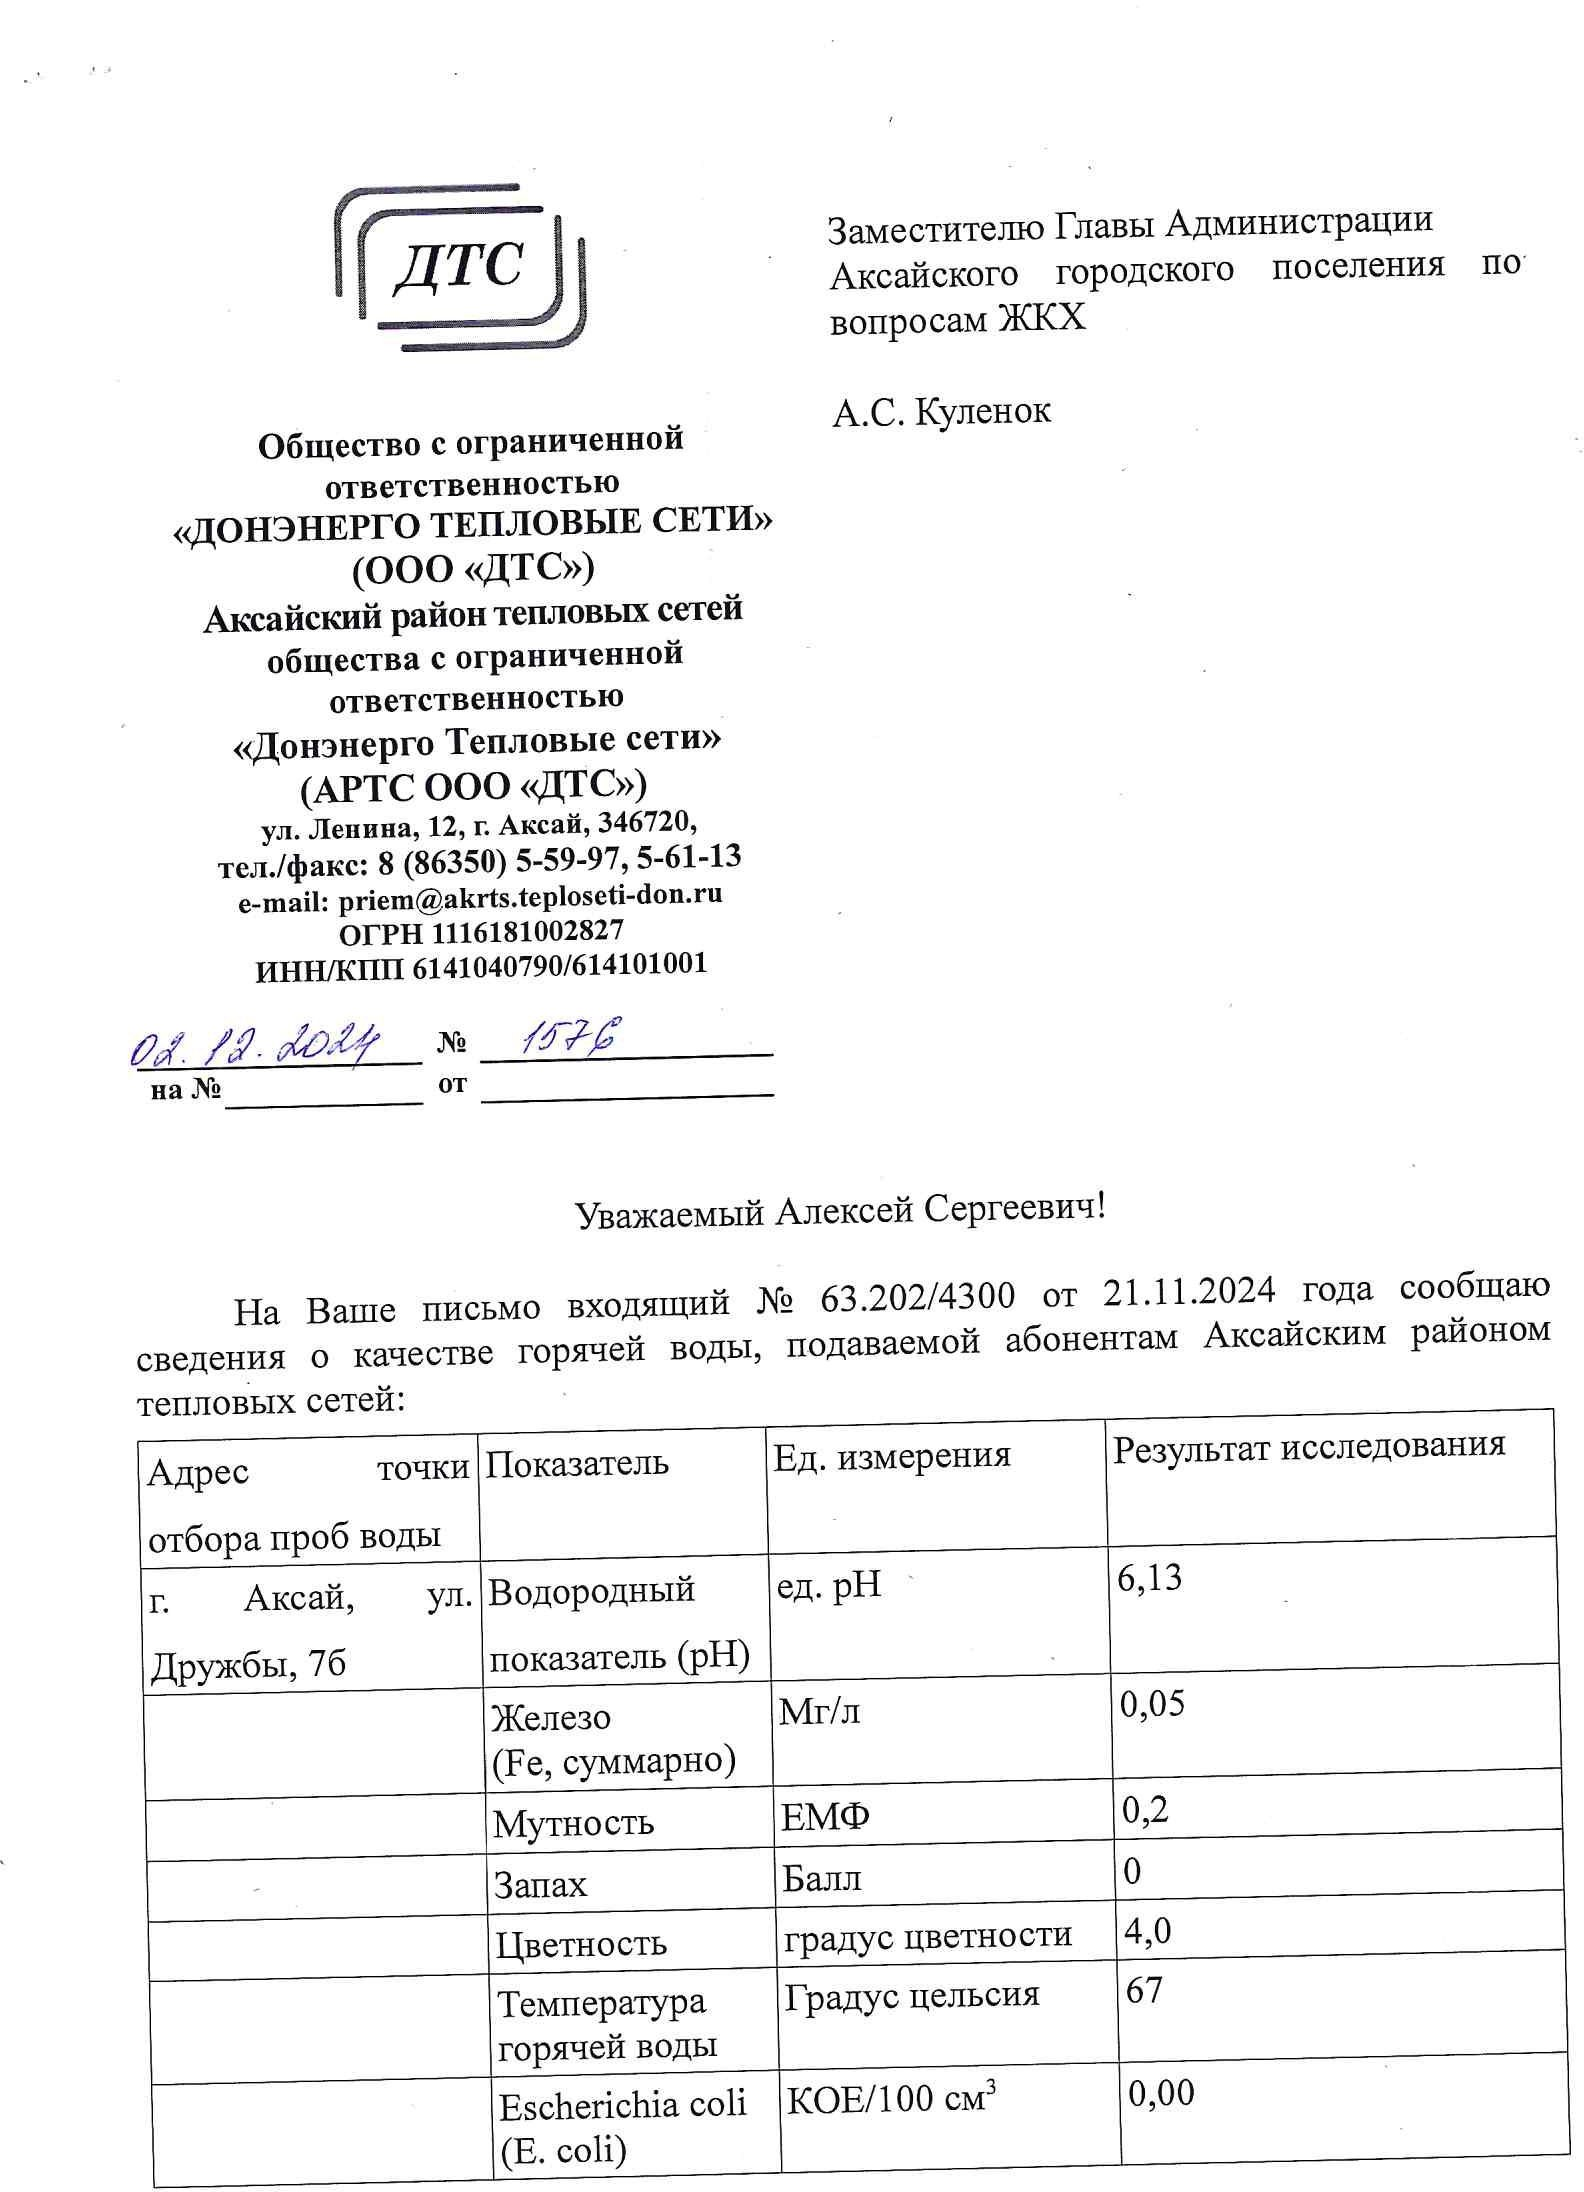 ДТС
Заместителю Главы Администрации
Аксайского городского поселения по
вопросам ЖКХ
А.С. Куленок
Общество с ограниченной
ответственностью
«ДОНЭНЕРГО ТЕПЛОВЫЕ СЕТИ»
(ООО «ДТС»)
Аксайский район тепловых сетей
общества с ограниченной
ответственностью
«Донэнерго Тепловые сети»
(АРТС ООО «ДТС»)
ул. Ленина, 12, г. Аксай, 346720,
тел./факс: 8 (86350) 5-59-97, 5-61-13
e-mail: priem@akrts.teploseti-don.ru
ОГРН 1116181002827
ИНН/КПП 6141040790/614101001
02.12.2024 № 1576
на № от
Уважаемый Алексей Сергеевич!
На Ваше письмо входящий № 63.202/4300 от 21.11.2024 года сообщаю
сведения о качестве горячей воды, подаваемой абонентам Аксайским районом
тепловых сетей:
Адрес точки Показатель Ед. измерения Результат исследования
отбора проб воды
г. Аксай, ул. Водородный ед. pH 6,13
Дружбы, 7б показатель (pH)
Железо Мг/л 0,05
(Fe, суммарно)
Мутность ЕМФ 0,2
Запах Балл 0
Цветность градус цветности 4,0
Температура Градус цельсия 67
горячей воды
Escherichia coli КОЕ/100 см³ 0,00
(E. coli)